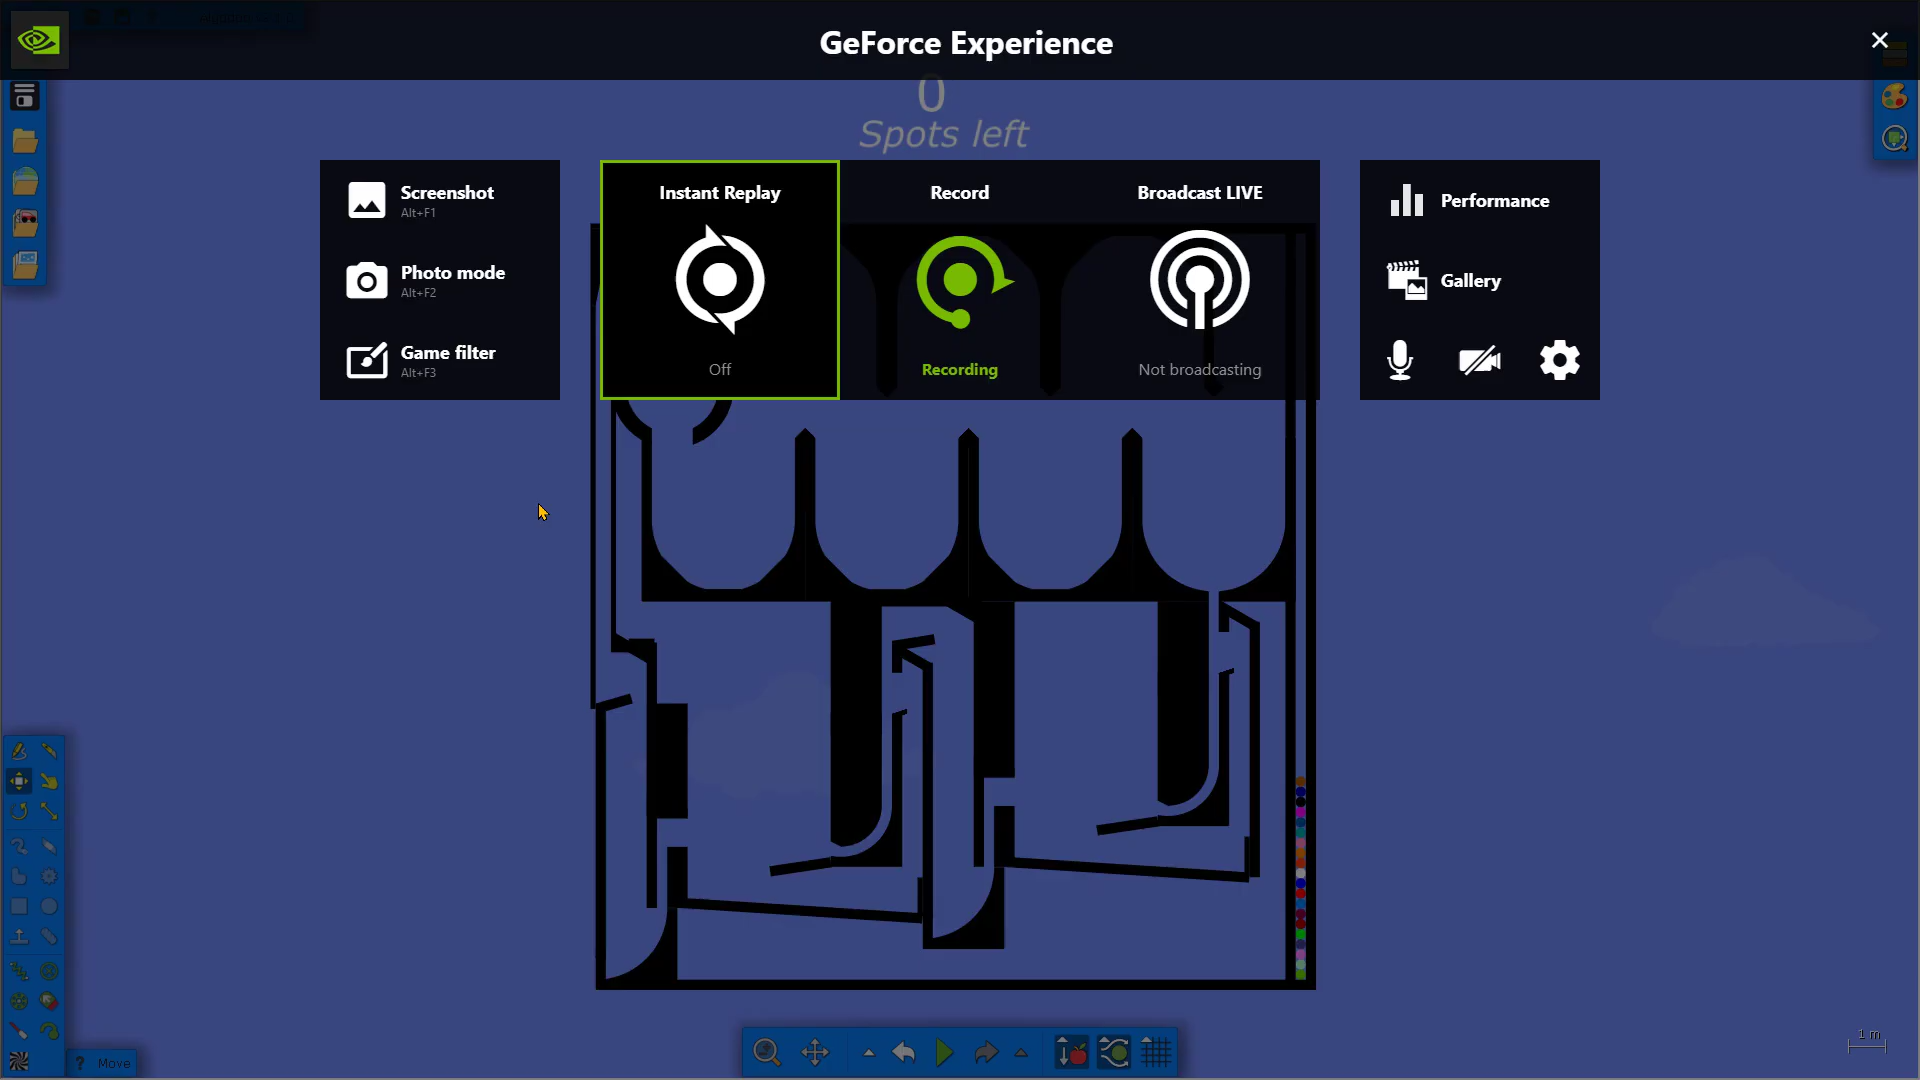 GeForce Experience
0
Spots left
Screenshot
Alt+F1
Photo mode
Alt+F2
Game filter
Alt+F3
Instant Replay
Off
Record
Recording
Broadcast LIVE
Not broadcasting
Performance
Gallery
? Move
1 m